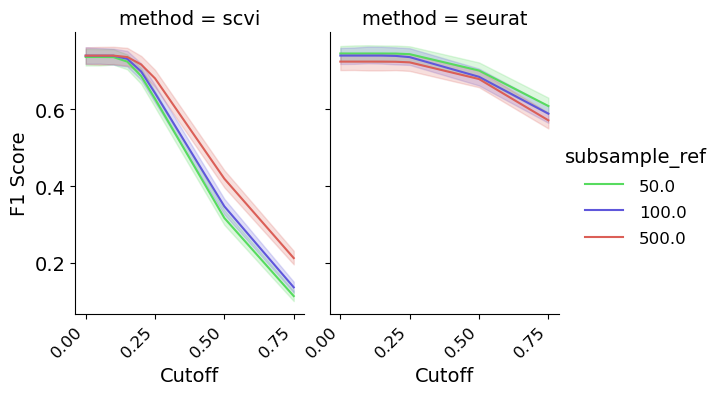 method = scvi
method = seurat
F1 Score
0.6
0.4
0.2
0.00
0.25
0.50
0.75
Cutoff
0.00
0.25
0.50
0.75
Cutoff
subsample_ref
50.0
100.0
500.0